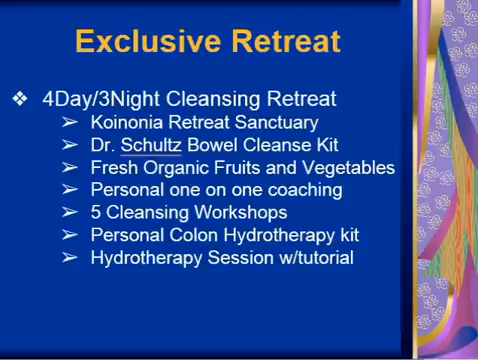 Exclusive Retreat
❖ 4Day/3Night Cleansing Retreat
➢ Koinonia Retreat Sanctuary
➢ Dr. Schultz Bowel Cleanse Kit
➢ Fresh Organic Fruits and Vegetables
➢ Personal one on one coaching
➢ 5 Cleansing Workshops
➢ Personal Colon Hydrotherapy kit
➢ Hydrotherapy Session w/tutorial